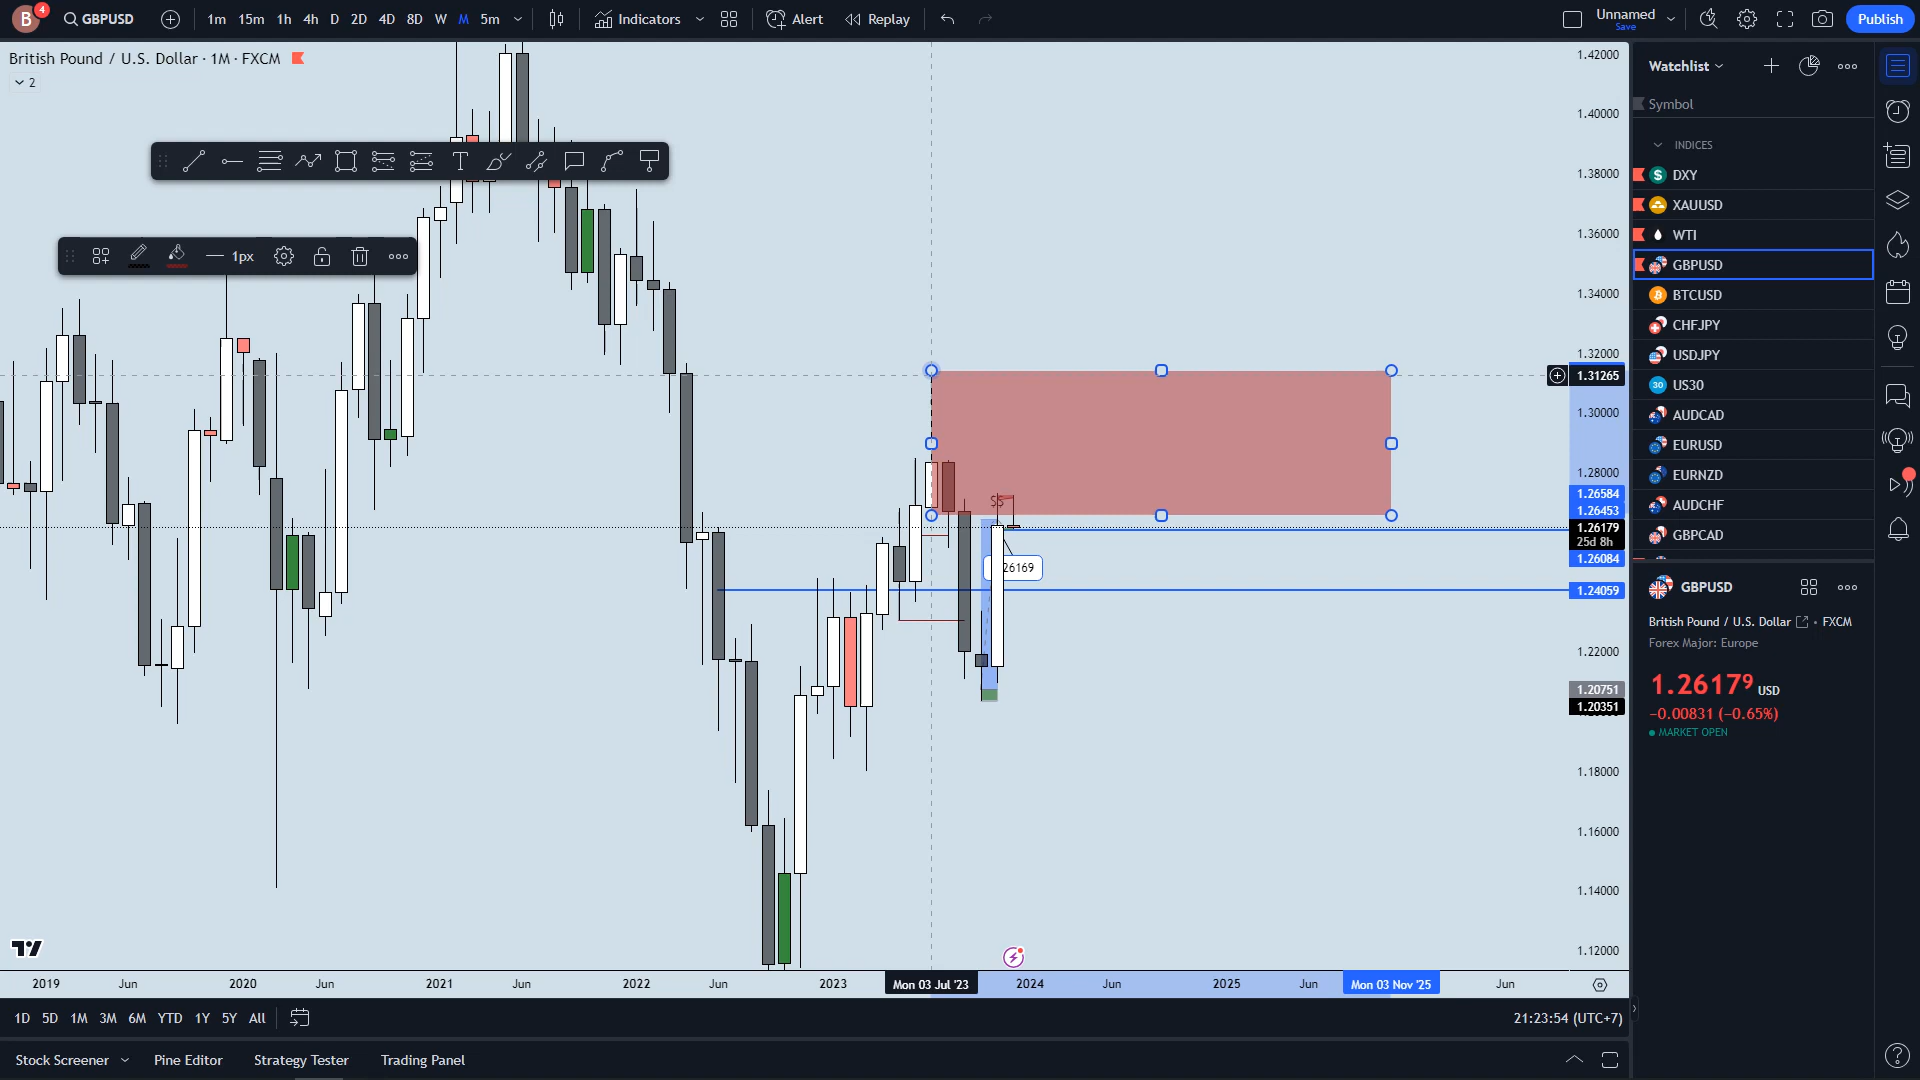 B 4 GBPUSD 1m 15m 1h 4h D 2D 4D 8D W M 5m Indicators Alert Replay Unnamed Save Publish
British Pound / U.S. Dollar · 1M · FXCM
2
1px
$$
26169
1.42000
1.40000
1.38000
1.36000
1.34000
1.32000
1.31265
1.30000
1.28000
1.26584
1.26453
1.26179
25d 8h
1.26084
1.24059
1.22000
1.20751
1.20351
1.18000
1.16000
1.14000
1.12000
2019 Jun 2020 Jun 2021 Jun 2022 Jun 2023 Mon 03 Jul '23 2024 Jun 2025 Jun Mon 03 Nov '25 Jun
1D 5D 1M 3M 6M YTD 1Y 5Y All 21:23:54 (UTC+7)
Stock Screener Pine Editor Strategy Tester Trading Panel
Watchlist
Symbol
INDICES
DXY
XAUUSD
WTI
GBPUSD
BTCUSD
CHFJPY
USDJPY
30 US30
AUDCAD
EURUSD
EURNZD
AUDCHF
GBPCAD
GBPUSD
British Pound / U.S. Dollar · FXCM
Forex Major: Europe
1.26179 USD
−0.00831 (−0.65%)
MARKET OPEN